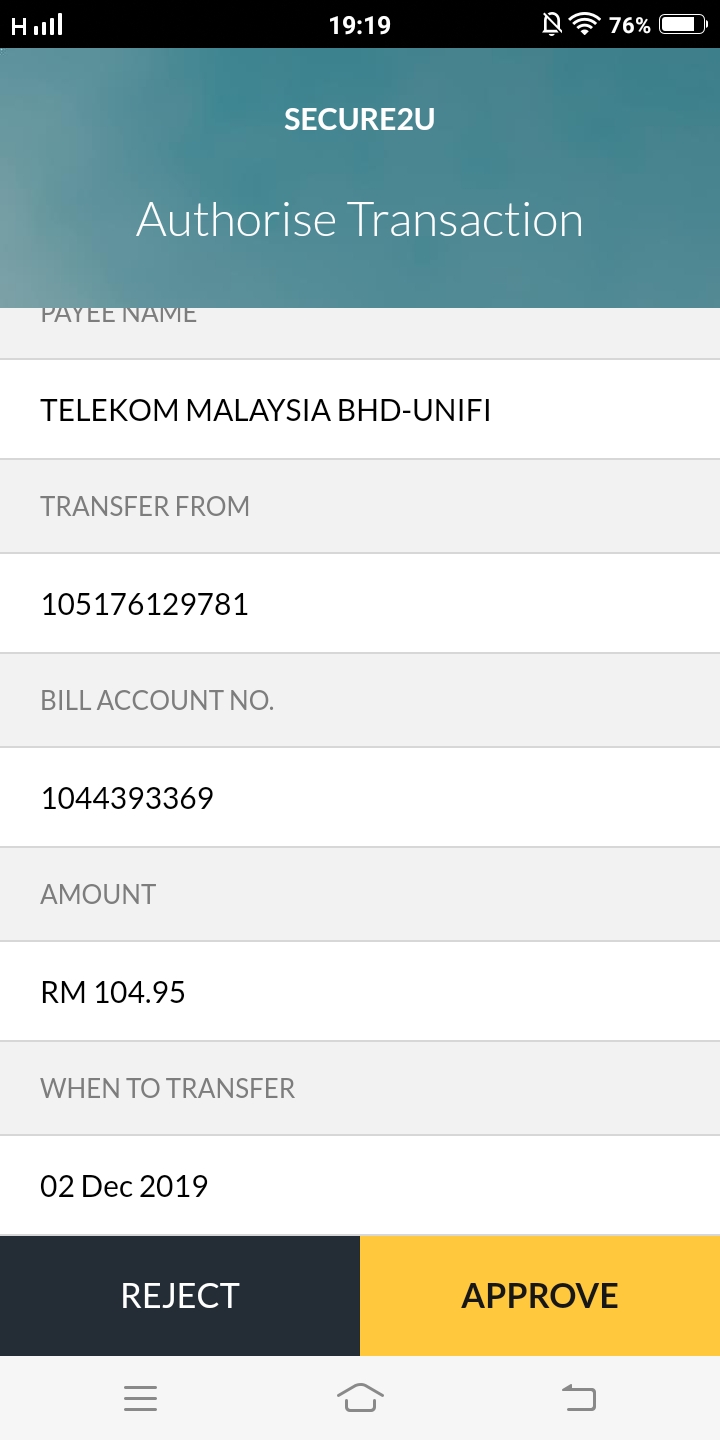 H 19:19 76%
SECURE2U
Authorise Transaction
PAYEE NAME
TELEKOM MALAYSIA BHD-UNIFI
TRANSFER FROM
105176129781
BILL ACCOUNT NO.
1044393369
AMOUNT
RM 104.95
WHEN TO TRANSFER
02 Dec 2019
REJECT APPROVE